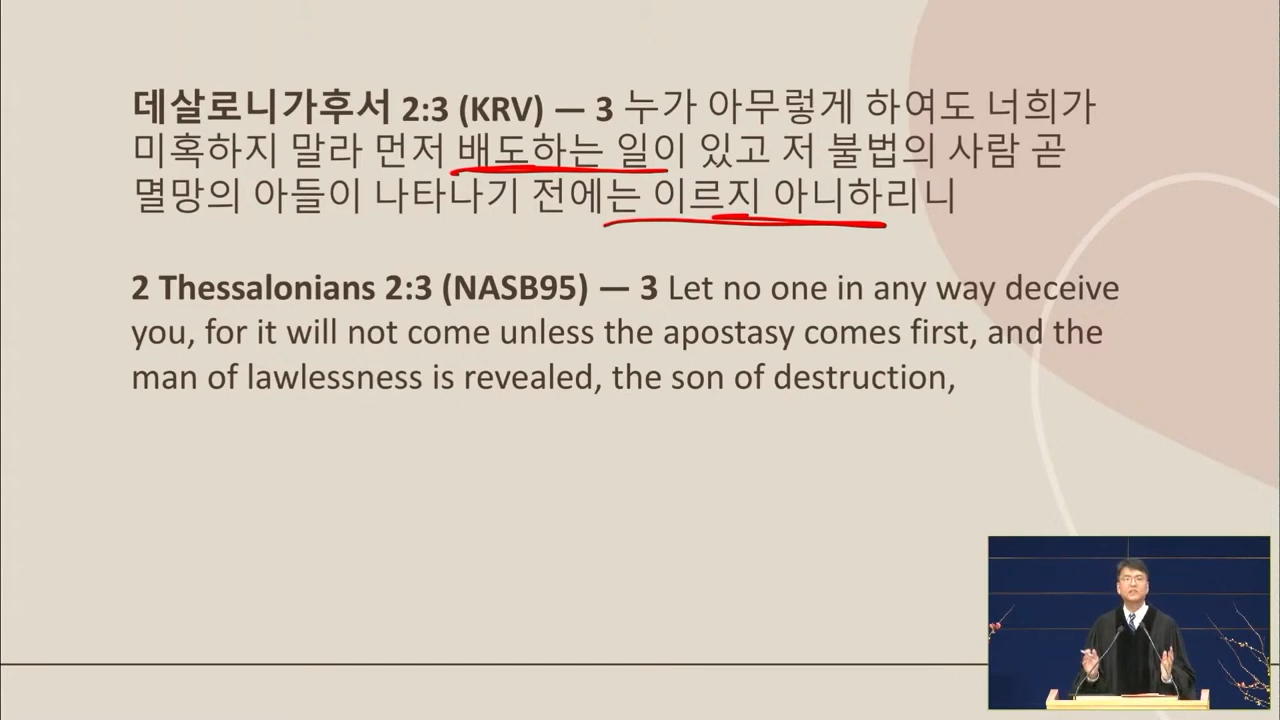 데살로니가후서 2:3 (KRV) — 3 누가 아무렇게 하여도 너희가
미혹하지 말라 먼저 배도하는 일이 있고 저 불법의 사람 곧
멸망의 아들이 나타나기 전에는 이르지 아니하리니
2 Thessalonians 2:3 (NASB95) — 3 Let no one in any way deceive
you, for it will not come unless the apostasy comes first, and the
man of lawlessness is revealed, the son of destruction,